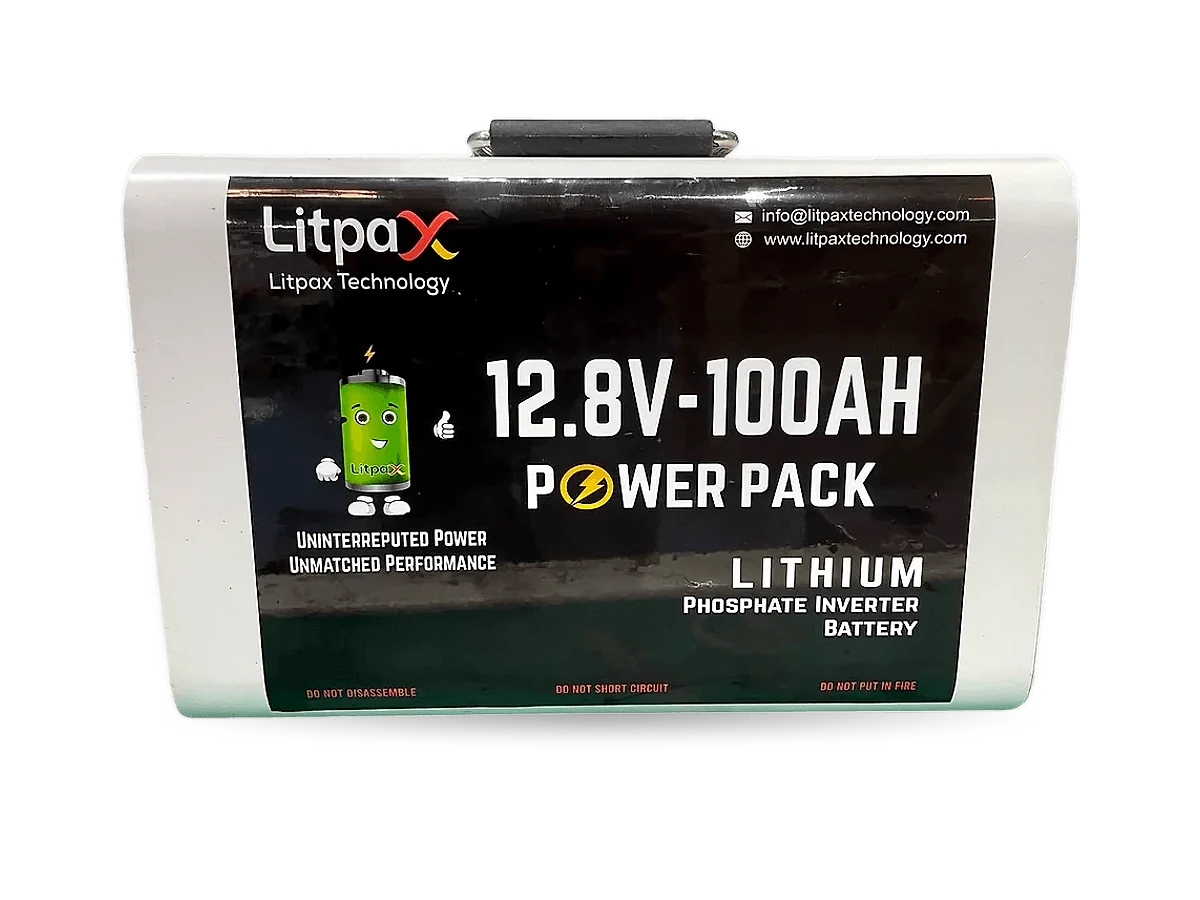 LitpaX
Litpax Technology
info@litpaxtechnology.com
www.litpaxtechnology.com
12.8V-100AH
POWER PACK
LitpaX
UNINTERREPUTED POWER
UNMATCHED PERFORMANCE
LITHIUM
PHOSPHATE INVERTER
BATTERY
DO NOT DISASSEMBLE
DO NOT SHORT CIRCUIT
DO NOT PUT IN FIRE